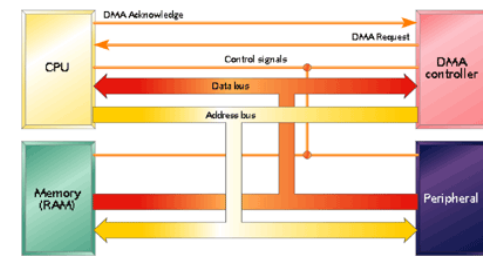 DMA Acknowledge
DMA Request
CPU
Control signals
DMA
controller
Data bus
Address bus
Memory
(RAM)
Peripheral